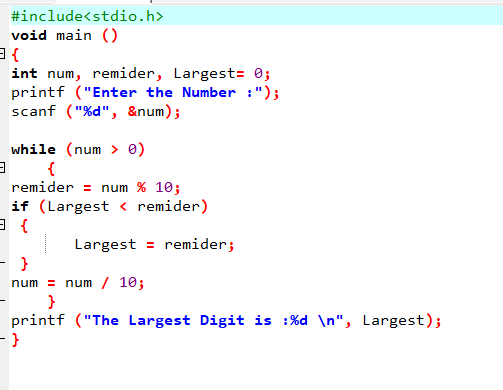 #include<stdio.h>
void main ()
{
int num, remider, Largest= 0;
printf ("Enter the Number :");
scanf ("%d", &num);
while (num > 0)
{
remider = num % 10;
if (Largest < remider)
{
Largest = remider;
}
num = num / 10;
}
printf ("The Largest Digit is :%d \n", Largest);
}